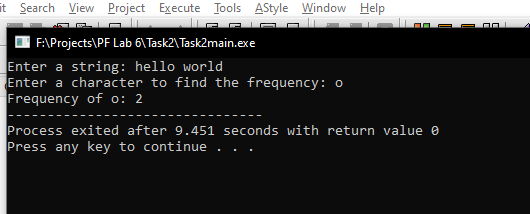 Search View Project Execute Tools AStyle Window Help
F:\Projects\PF Lab 6\Task2\Task2main.exe
Enter a string: hello world
Enter a character to find the frequency: o
Frequency of o: 2
--------------------------------
Process exited after 9.451 seconds with return value 0
Press any key to continue . . .